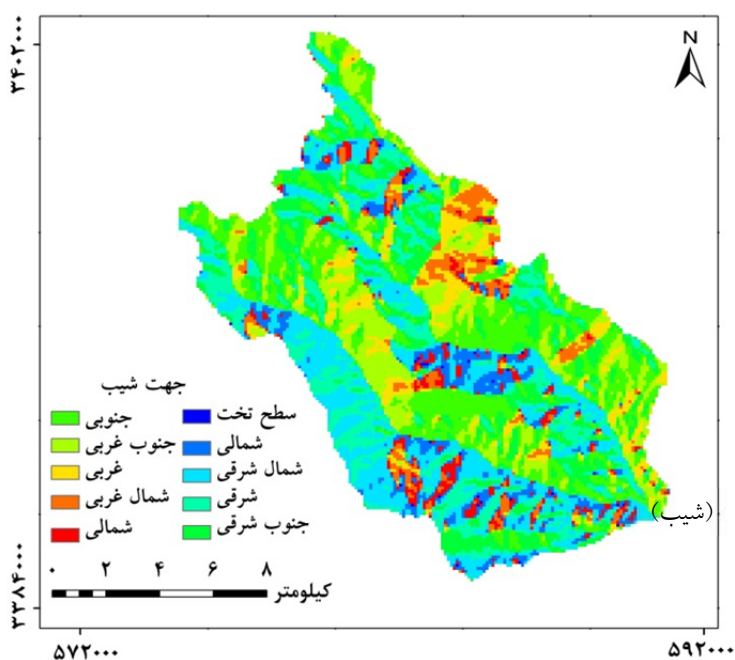 N
۳۴۰۲۰۰۰
جهت شیب
سطح تخت
جنوبی
شمالی
جنوب غربی
شمال شرقی
غربی
شرقی
شمال غربی
جنوب شرقی
شمالی
(شیب)
۰ ۲ ۴ ۶ ۸
کیلومتر
۳۳۸۴۰۰۰
۵۷۲۰۰۰
۵۹۲۰۰۰